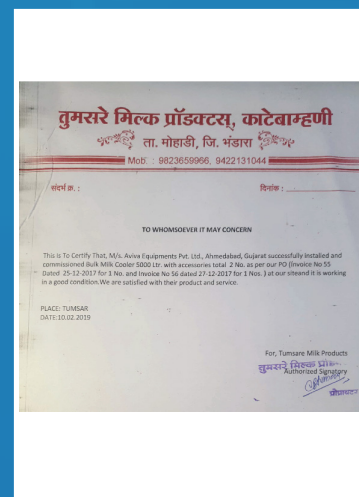 तुमसरे मिल्क प्रॉडक्टस्, काटेबाम्हणी
ता. मोहाडी, जि. भंडारा
Mob. : 9823659966, 9422131044
संदर्भ क्र. :
दिनांक :
TO WHOMSOEVER IT MAY CONCERN
This is To Certify That, M/s. Aviva Equipments Pvt. Ltd., Ahmedabad, Gujarat successfully installed and
commissioned Bulk Milk Cooler 5000 Ltr. with accessories total 2 No. as per our PO (Invoice No 55
Dated 25-12-2017 for 1 No. and Invoice No 56 dated 27-12-2017 for 1 Nos. ) at our siteand it is working
in a good condition.We are satisfied with their product and service.
PLACE: TUMSAR
DATE:10.02.2019
For, Tumsare Milk Products
तुमसरे मिल्क
Authorized Signatory
प्रोप्रायटर